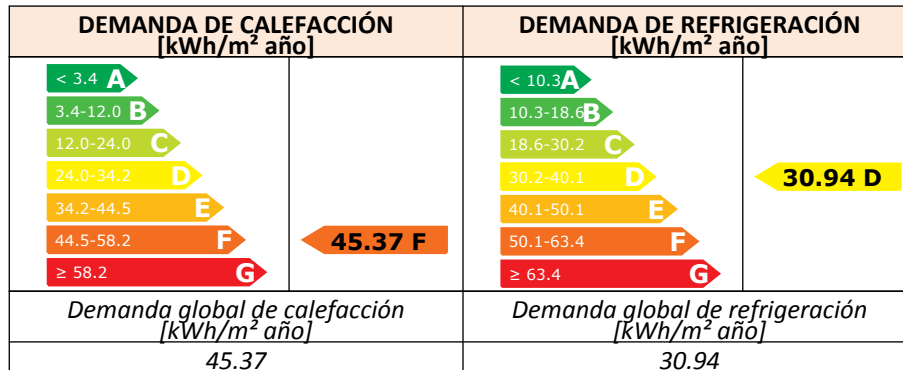 DEMANDA DE CALEFACCIÓN
[kWh/m² año]
< 3.4 A
3.4-12.0 B
12.0-24.0 C
24.0-34.2 D
34.2-44.5 E
44.5-58.2 F
≥ 58.2 G
45.37 F
Demanda global de calefacción
[kWh/m² año]
45.37
DEMANDA DE REFRIGERACIÓN
[kWh/m² año]
< 10.3 A
10.3-18.6 B
18.6-30.2 C
30.2-40.1 D
40.1-50.1 E
50.1-63.4 F
≥ 63.4 G
30.94 D
Demanda global de refrigeración
[kWh/m² año]
30.94